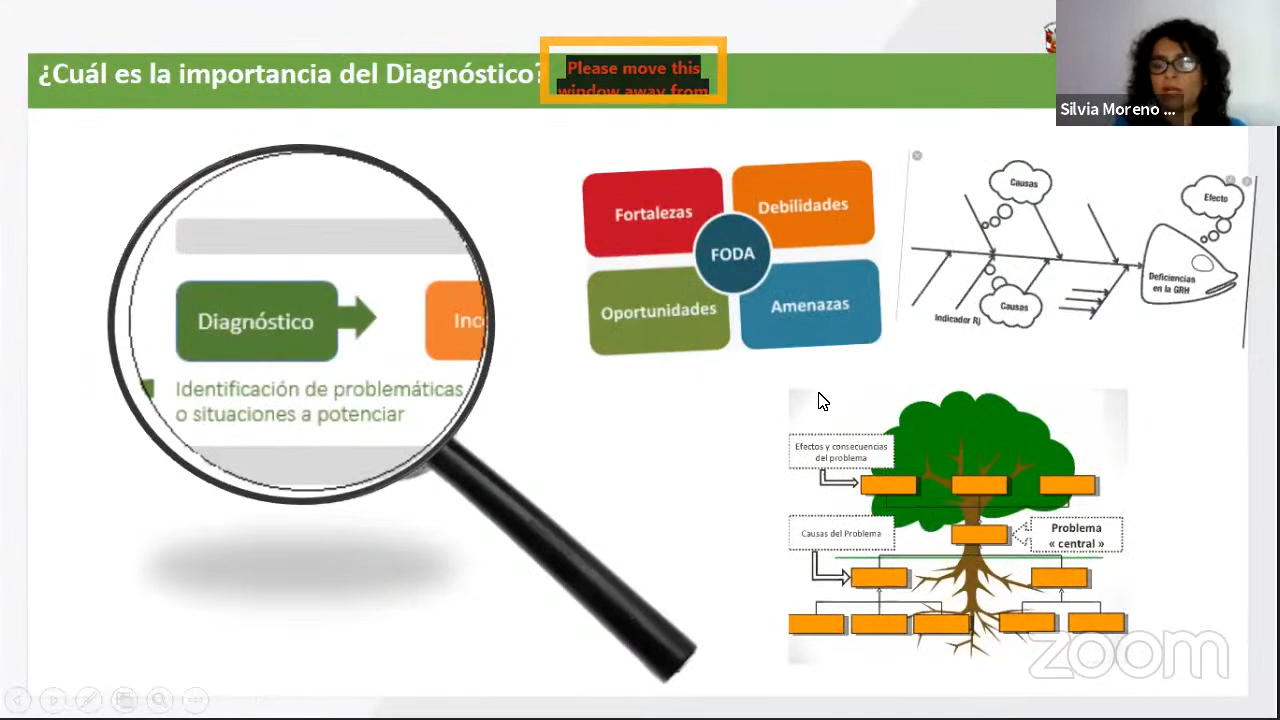 ¿Cuál es la importancia del Diagnóstico?
Please move this
window away from
Silvia Moreno ...
Diagnóstico
Inc
Identificación de problemáticas
o situaciones a potenciar
Fortalezas
Debilidades
FODA
Oportunidades
Amenazas
Causas
Efecto
Deficiencias
en la GRH
Causas
Indicador Rj
Efectos y consecuencias
del problema
Causas del Problema
Problema
« central »
zoom